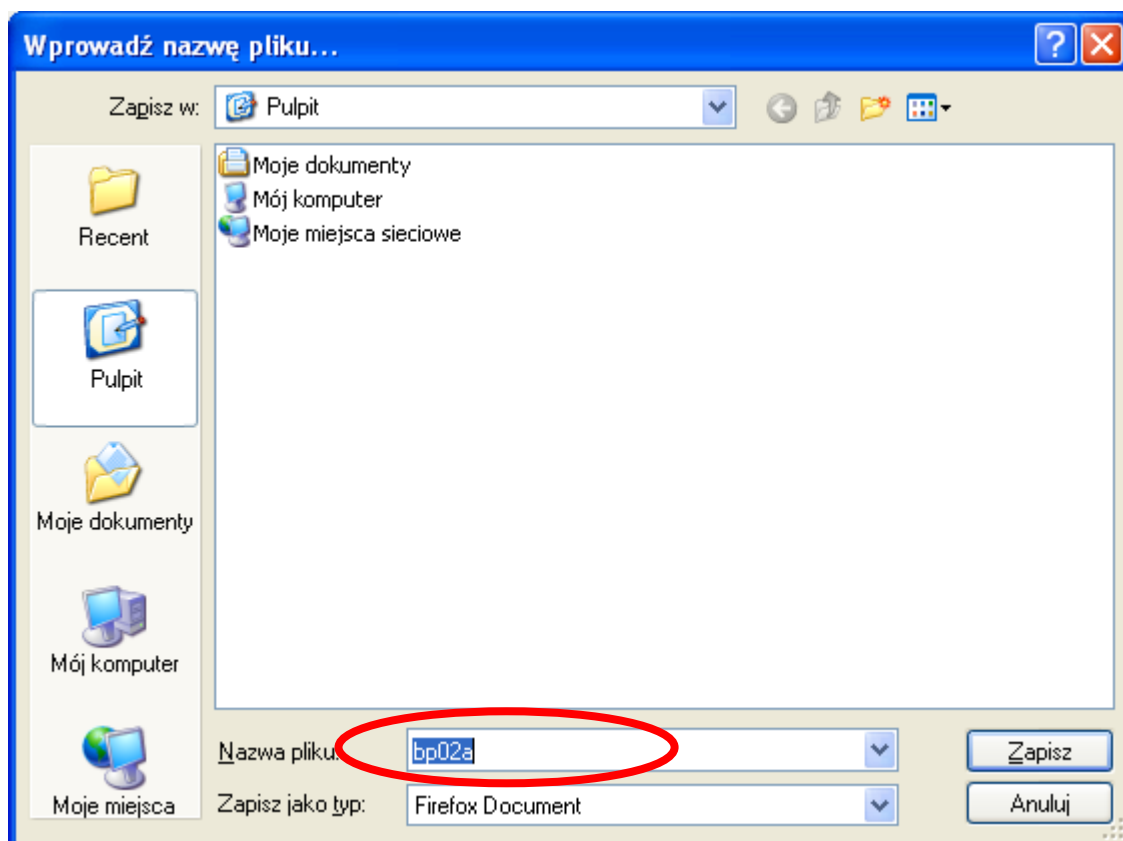 Wprowadź nazwę pliku...
Zapisz w:
Pulpit
Recent
Pulpit
Moje dokumenty
Mój komputer
Moje miejsca
Moje dokumenty
Mój komputer
Moje miejsca sieciowe
Nazwa pliku:
bp02a
Zapisz
Zapisz jako typ:
Firefox Document
Anuluj